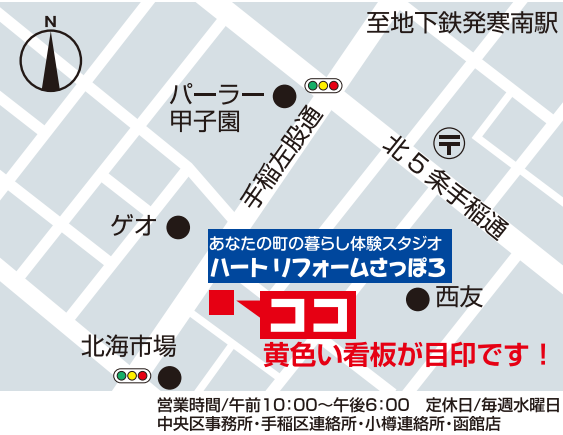 N
至地下鉄発寒南駅
パーラー
甲子園
手稲左股通
北5条手稲通
ゲオ
あなたの町の暮らし体験スタジオ
ハートリフォームさっぽろ
西友
ココ
黄色い看板が目印です！
北海市場
営業時間/午前10：00～午後6：00　定休日/毎週水曜日
中央区事務所・手稲区連絡所・小樽連絡所・函館店